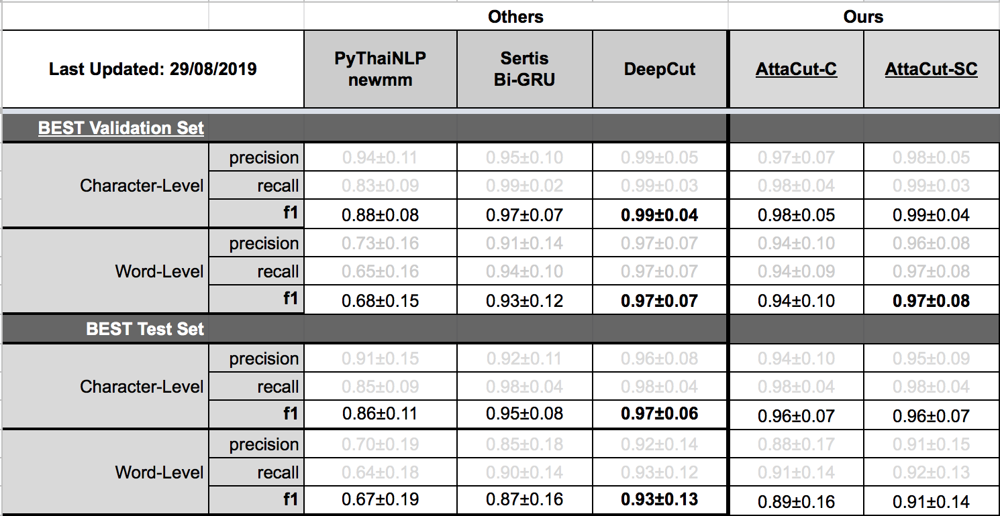 Others Ours
Last Updated: 29/08/2019 PyThaiNLP newmm Sertis Bi-GRU DeepCut AttaCut-C AttaCut-SC
BEST Validation Set
Character-Level precision 0.94±0.11 0.95±0.10 0.99±0.05 0.97±0.07 0.98±0.05
recall 0.83±0.09 0.99±0.02 0.99±0.03 0.98±0.04 0.99±0.03
f1 0.88±0.08 0.97±0.07 0.99±0.04 0.98±0.05 0.99±0.04
Word-Level precision 0.73±0.16 0.91±0.14 0.97±0.07 0.94±0.10 0.96±0.08
recall 0.65±0.16 0.94±0.10 0.97±0.07 0.94±0.09 0.97±0.08
f1 0.68±0.15 0.93±0.12 0.97±0.07 0.94±0.10 0.97±0.08
BEST Test Set
Character-Level precision 0.91±0.15 0.92±0.11 0.96±0.08 0.94±0.10 0.95±0.09
recall 0.85±0.09 0.98±0.04 0.98±0.04 0.98±0.04 0.98±0.04
f1 0.86±0.11 0.95±0.08 0.97±0.06 0.96±0.07 0.96±0.07
Word-Level precision 0.70±0.19 0.85±0.18 0.92±0.14 0.88±0.17 0.91±0.15
recall 0.64±0.18 0.90±0.14 0.93±0.12 0.91±0.14 0.92±0.13
f1 0.67±0.19 0.87±0.16 0.93±0.13 0.89±0.16 0.91±0.14